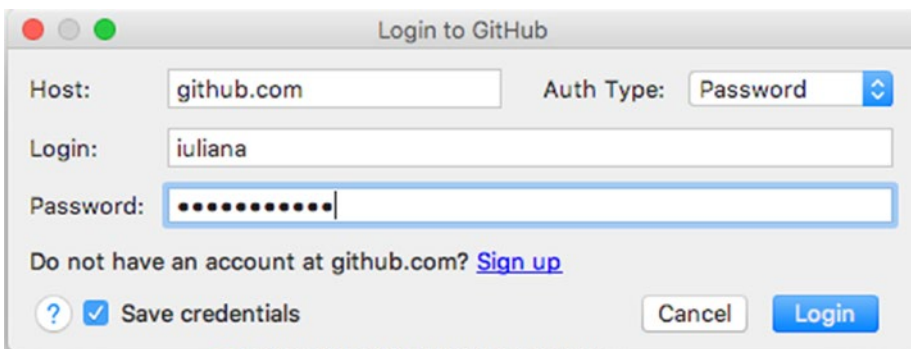 Login to GitHub
Host: github.com Auth Type: Password
Login: iuliana
Password: •••••••••••
Do not have an account at github.com? Sign up
? Save credentials Cancel Login